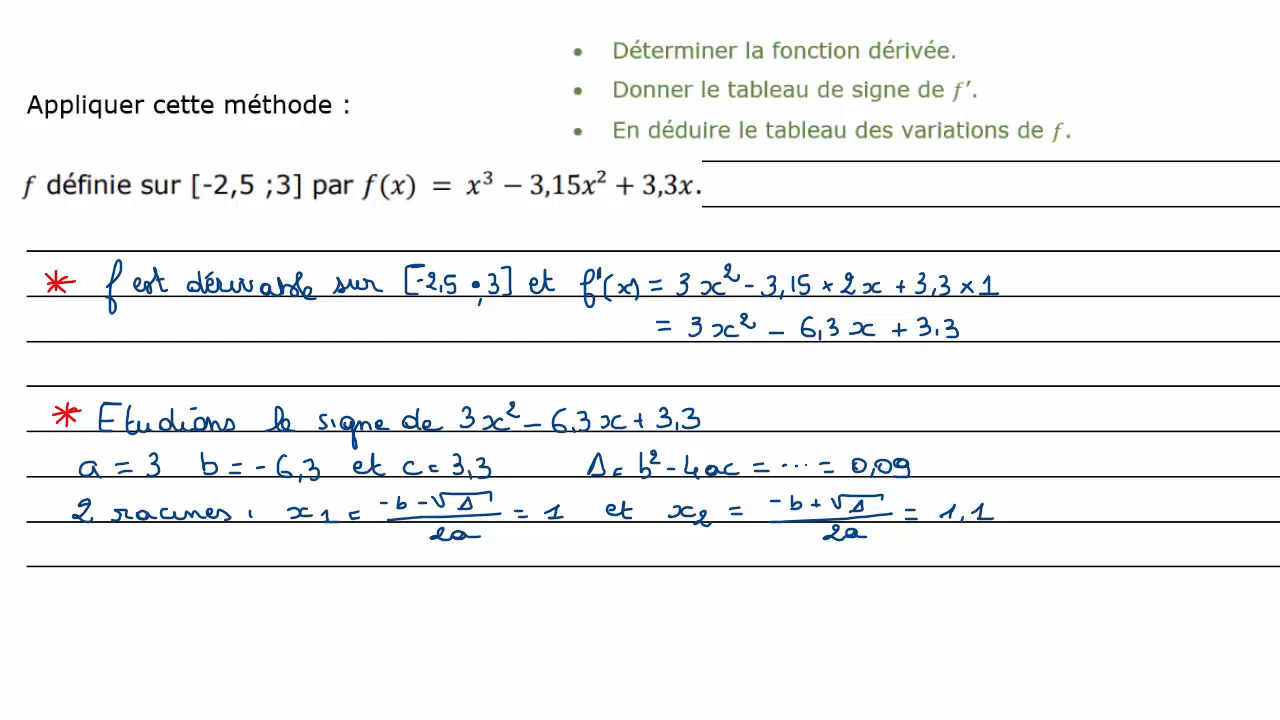 • Déterminer la fonction dérivée.
• Donner le tableau de signe de f′.
Appliquer cette méthode :
• En déduire le tableau des variations de f.
f définie sur [-2,5 ;3] par f(x) = x³ − 3,15x² + 3,3x.
* f est dérivable sur [-2,5 ; 3] et f'(x) = 3x² - 3,15 × 2x + 3,3 × 1
= 3x² - 6,3x + 3,3
* Etudions le signe de 3x² - 6,3x + 3,3
a = 3 b = -6,3 et c = 3,3 Δ = b² - 4ac = ... = 0,09
2 racines : x₁ = (-b - √Δ)/2a = 1 et x₂ = (-b + √Δ)/2a = 1,1